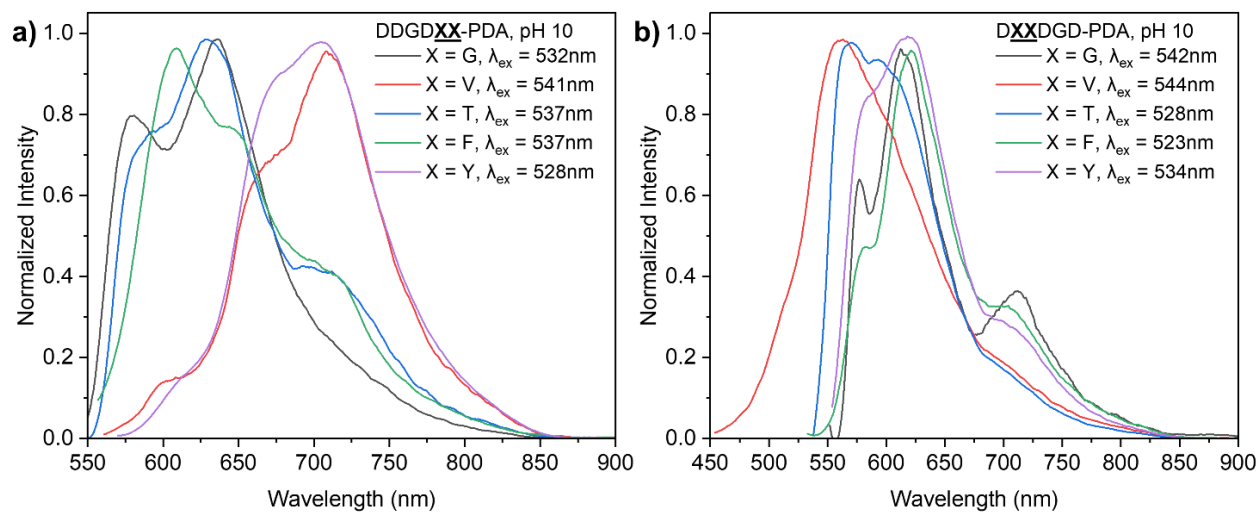 a)
DDGDXX-PDA, pH 10
X = G, λex = 532nm
X = V, λex = 541nm
X = T, λex = 537nm
X = F, λex = 537nm
X = Y, λex = 528nm
Normalized Intensity
1.0
0.8
0.6
0.4
0.2
0.0
550 600 650 700 750 800 850 900
Wavelength (nm)
b)
DXXDGD-PDA, pH 10
X = G, λex = 542nm
X = V, λex = 544nm
X = T, λex = 528nm
X = F, λex = 523nm
X = Y, λex = 534nm
Normalized Intensity
1.0
0.8
0.6
0.4
0.2
0.0
450 500 550 600 650 700 750 800 850 900
Wavelength (nm)